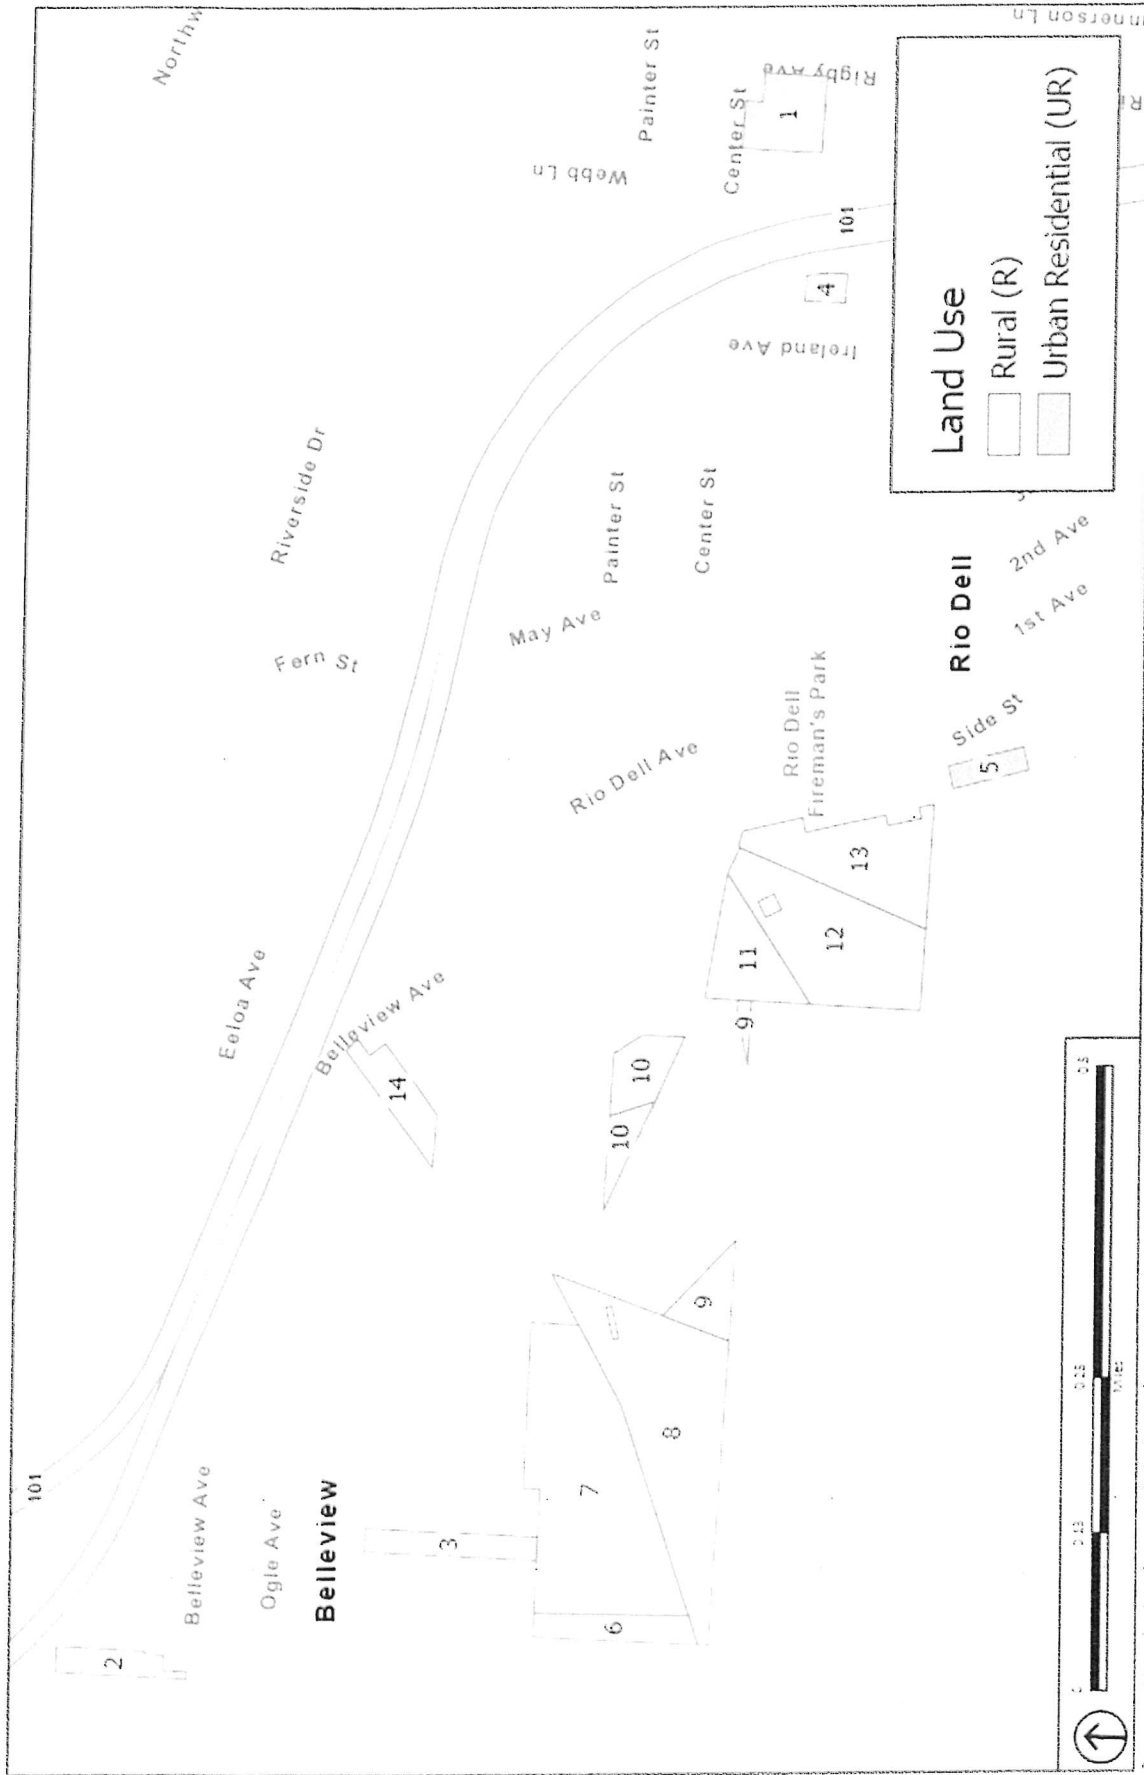 Northw
Painter St
Webb Ln
Center St
Rigby Ave
1
101
4
Ireland Ave
Riverside Dr
Painter St
Center St
May Ave
Fern St
Rio Dell Ave
Rio Dell
Fireman's Park
Rio Dell
2nd Ave
1st Ave
Side St
5
13
12
11
9
10
10
Eeloa Ave
Belleview Ave
14
9
8
7
6
3
101
Belleview Ave
Ogle Ave
Belleview
2
Land Use
Rural (R)
Urban Residential (UR)
0
0.5
Miles